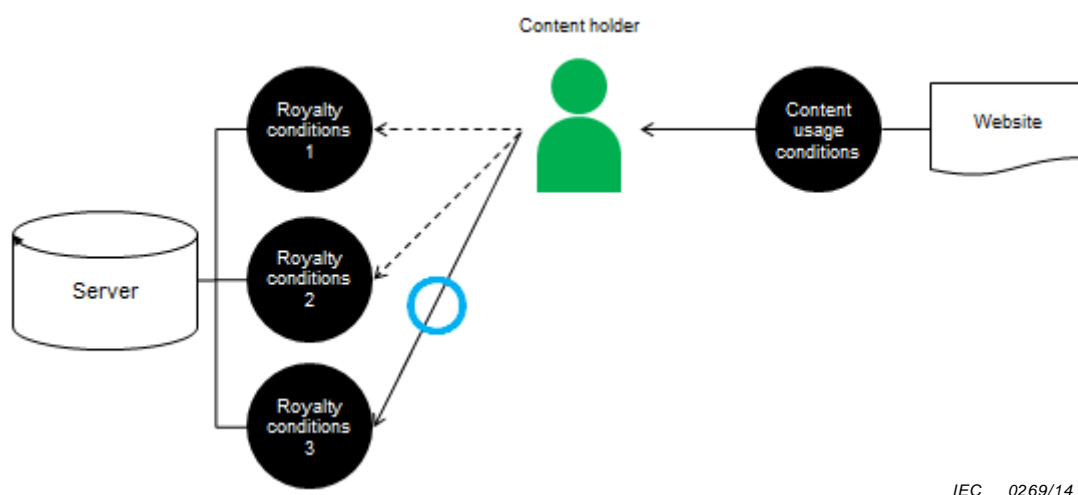 Content holder
Royalty
conditions
1
Content
usage
conditions
Website
Royalty
conditions
2
Server
Royalty
conditions
3
IEC 0269/14